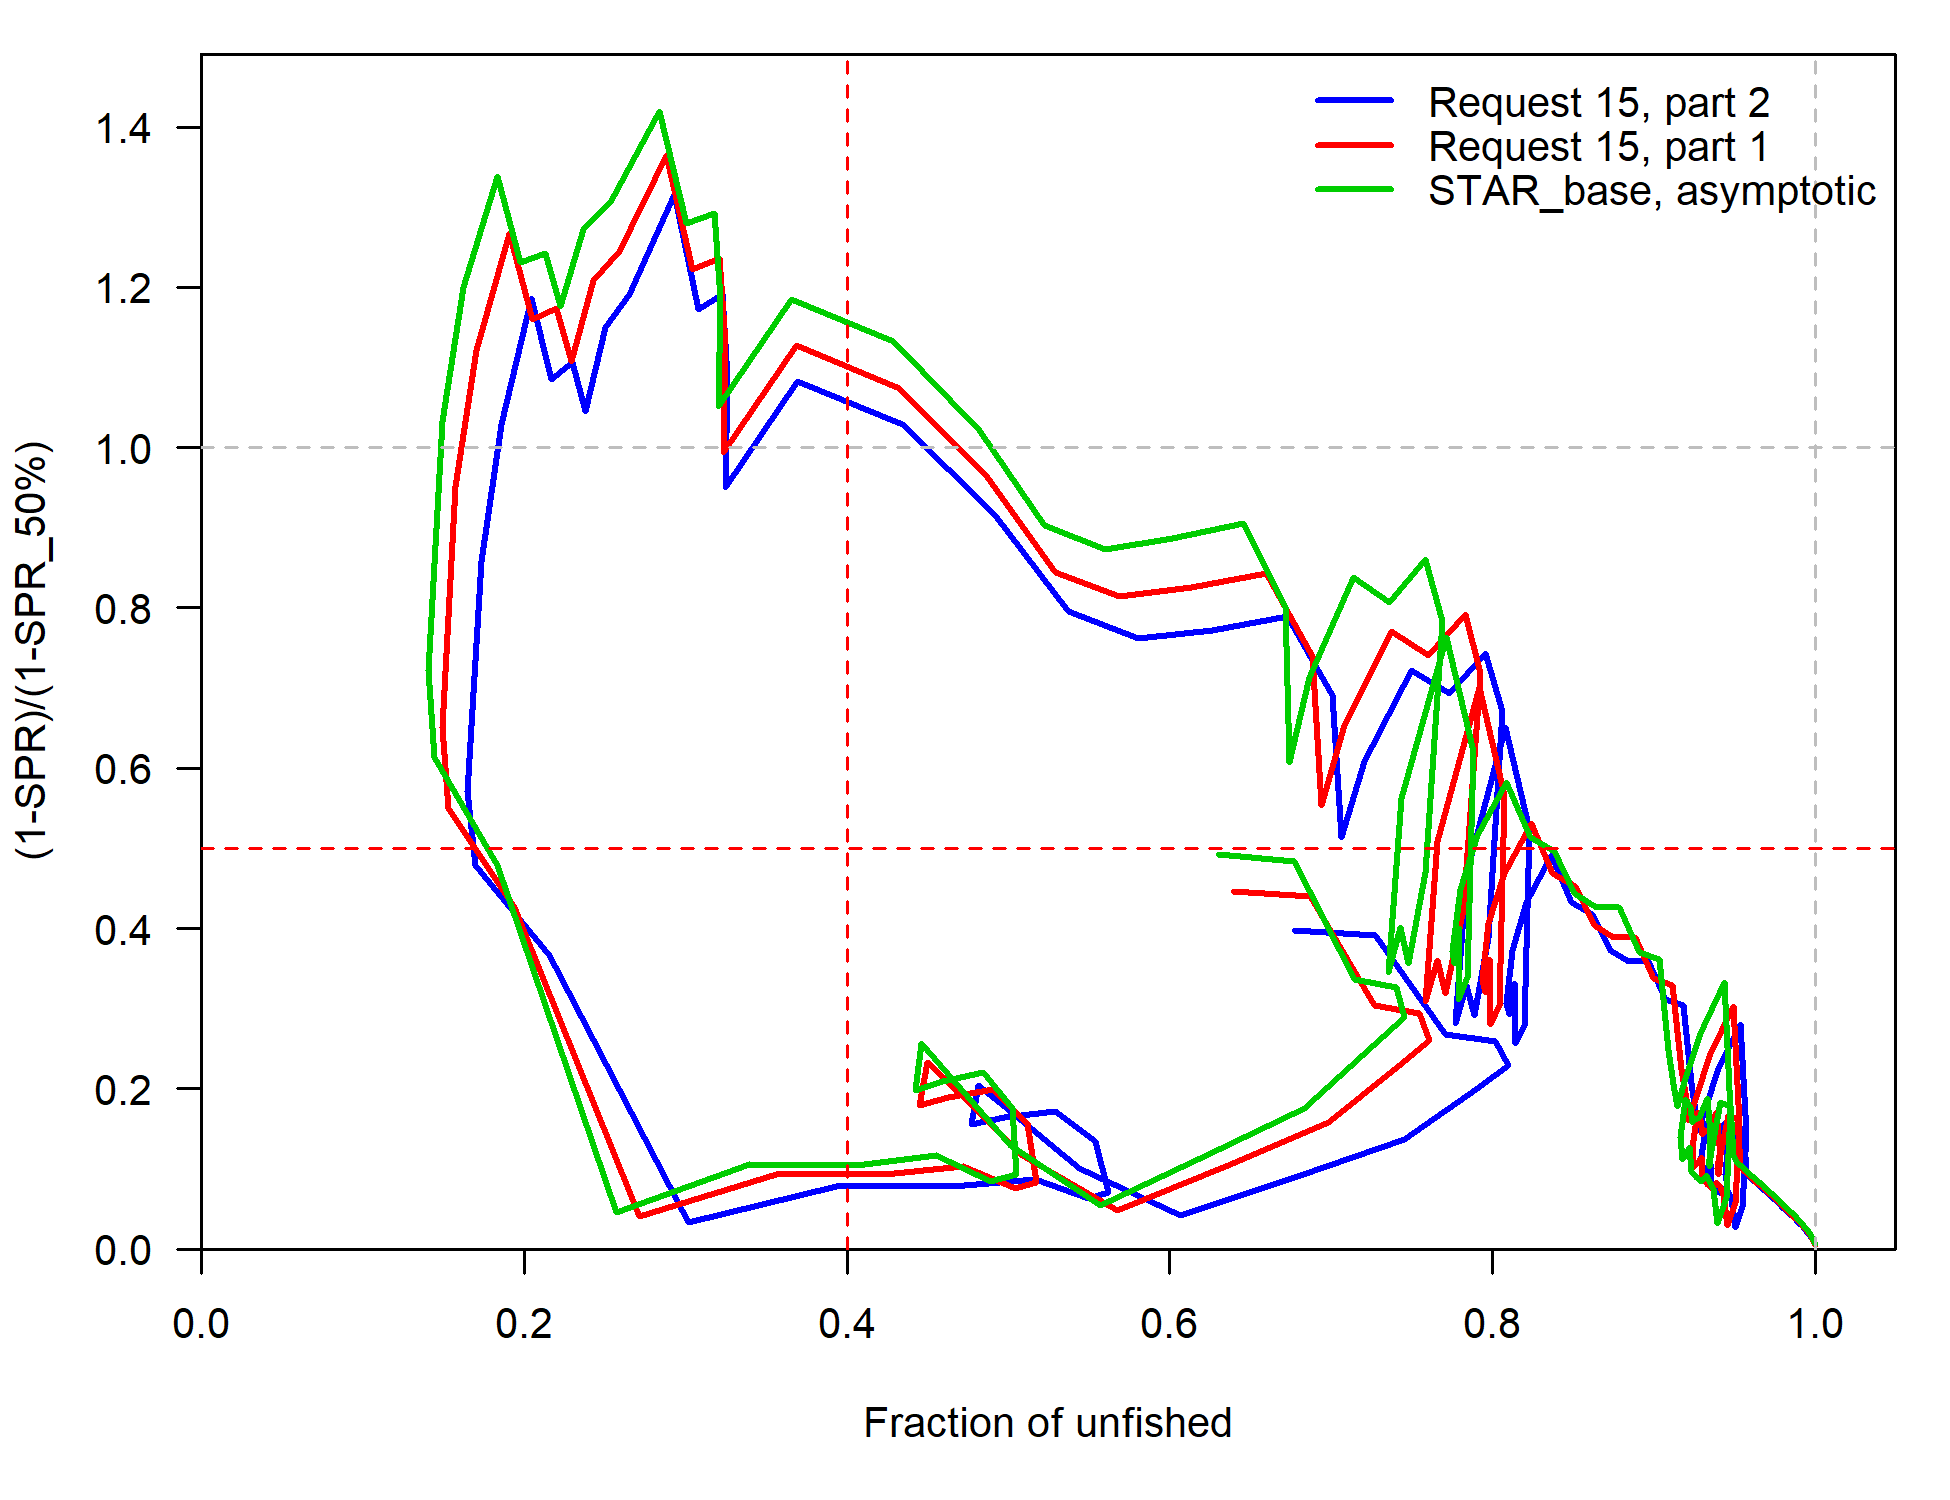 Request 15, part 2
Request 15, part 1
STAR_base, asymptotic
(1-SPR)/(1-SPR_50%)
1.4
1.2
1.0
0.8
0.6
0.4
0.2
0.0
0.0 0.2 0.4 0.6 0.8 1.0
Fraction of unfished